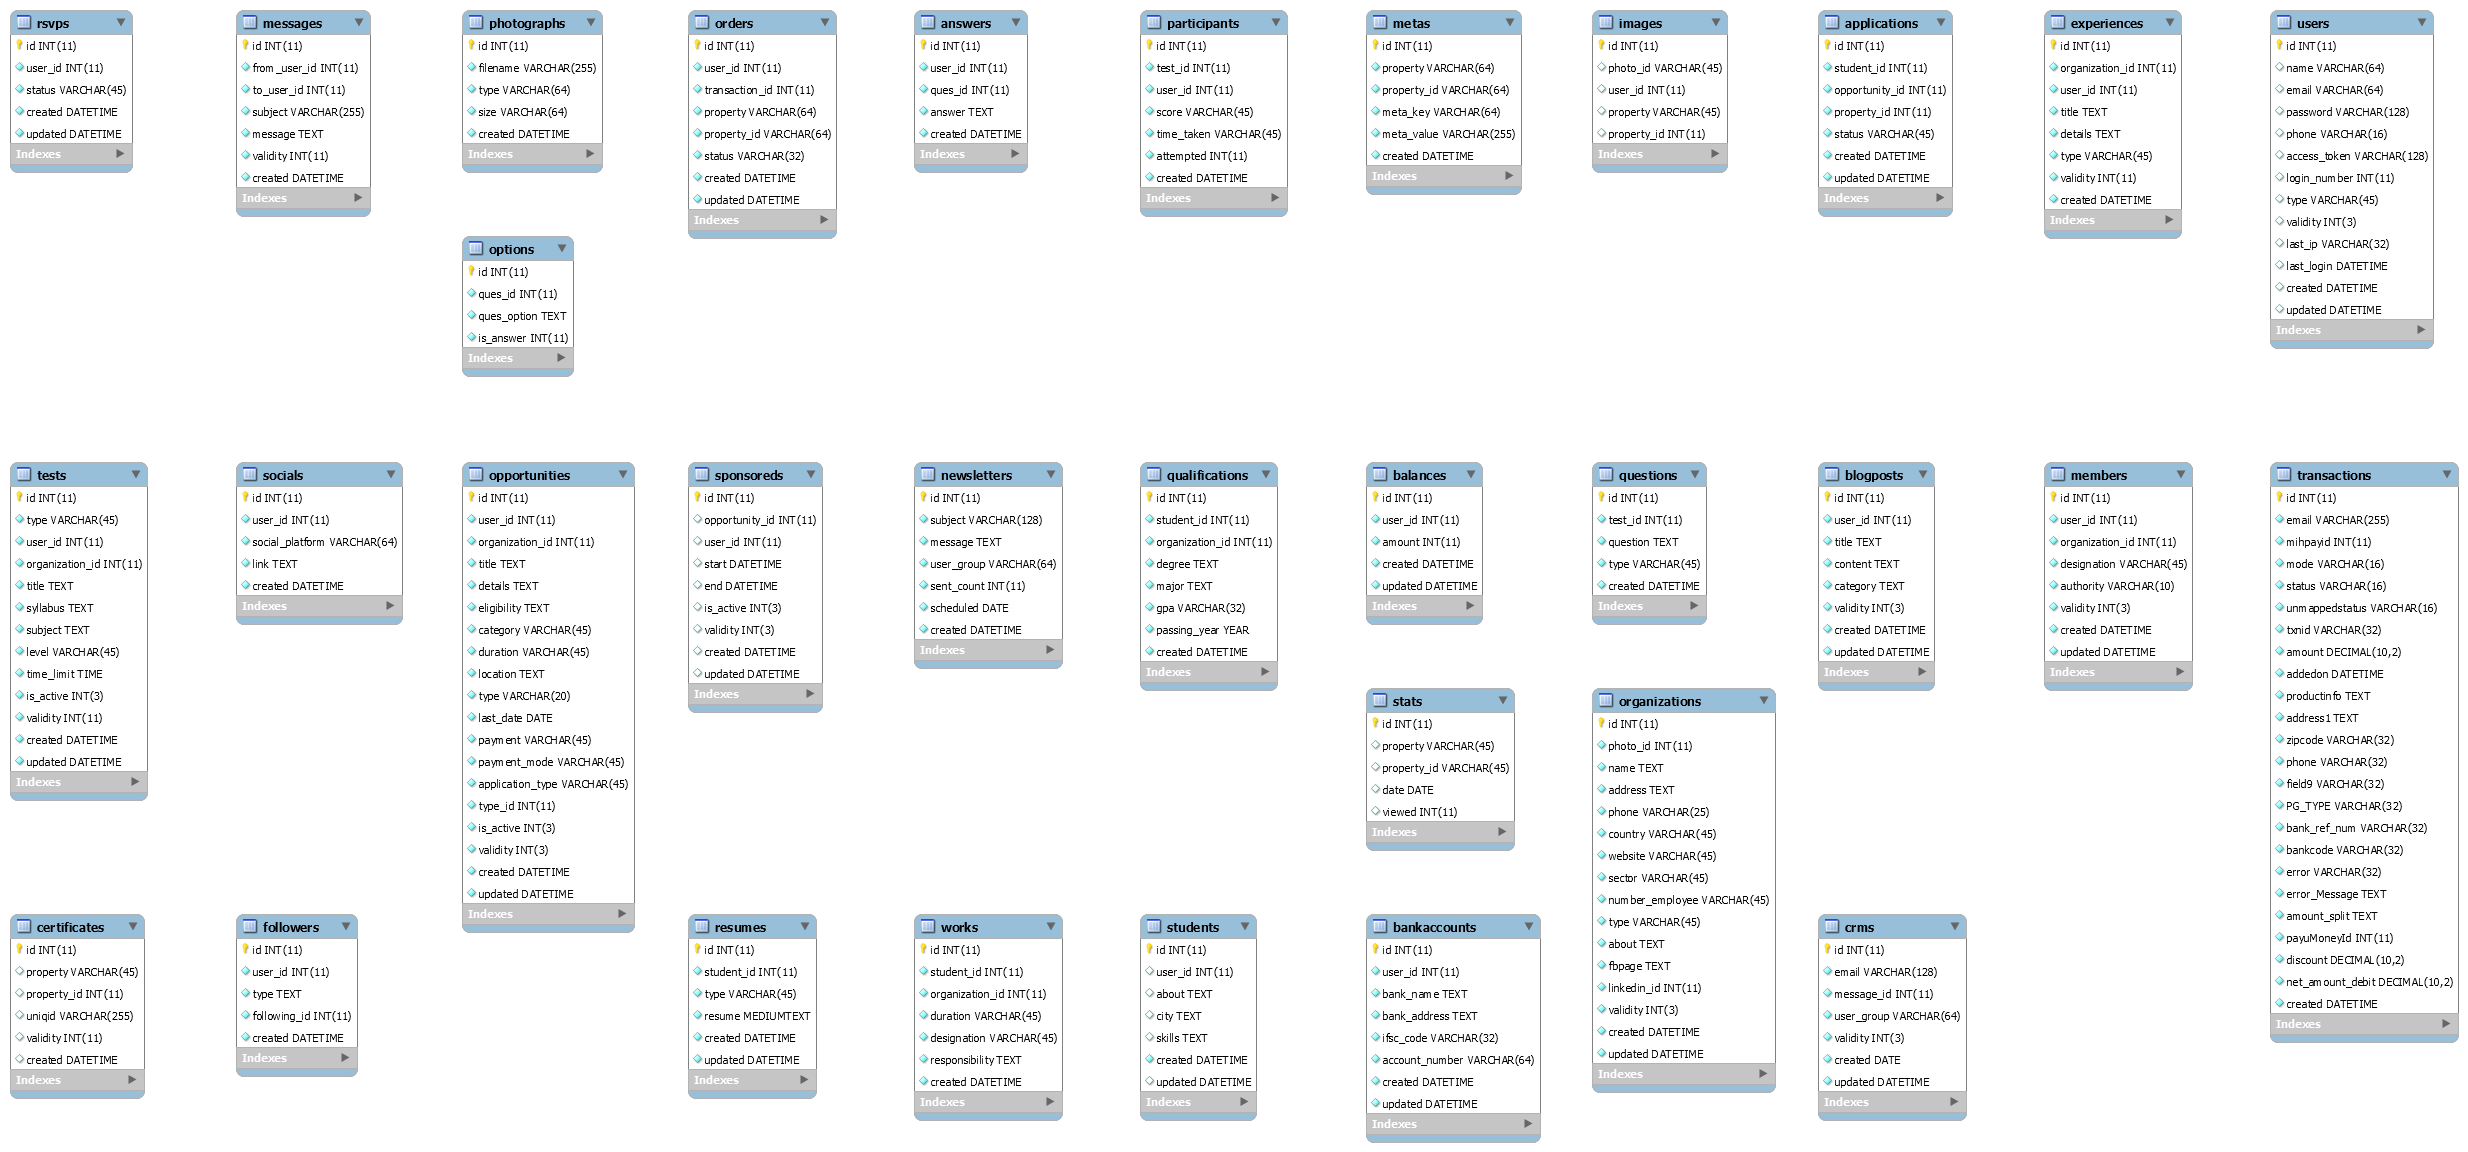 rsvps
id INT(11)
user_id INT(11)
status VARCHAR(45)
created DATETIME
updated DATETIME
Indexes
messages
id INT(11)
from_user_id INT(11)
to_user_id INT(11)
subject VARCHAR(255)
message TEXT
validity INT(11)
created DATETIME
Indexes
photographs
id INT(11)
filename VARCHAR(255)
type VARCHAR(64)
size VARCHAR(64)
created DATETIME
Indexes
orders
id INT(11)
user_id INT(11)
transaction_id INT(11)
property VARCHAR(64)
property_id VARCHAR(64)
status VARCHAR(32)
created DATETIME
updated DATETIME
Indexes
answers
id INT(11)
user_id INT(11)
ques_id INT(11)
answer TEXT
created DATETIME
Indexes
participants
id INT(11)
test_id INT(11)
user_id INT(11)
score VARCHAR(45)
time_taken VARCHAR(45)
attempted INT(11)
created DATETIME
Indexes
metas
id INT(11)
property VARCHAR(64)
property_id VARCHAR(64)
meta_key VARCHAR(64)
meta_value VARCHAR(255)
created DATETIME
Indexes
images
id INT(11)
photo_id VARCHAR(45)
user_id INT(11)
property VARCHAR(45)
property_id INT(11)
Indexes
applications
id INT(11)
student_id INT(11)
opportunity_id INT(11)
property_id INT(11)
status VARCHAR(45)
created DATETIME
updated DATETIME
Indexes
experiences
id INT(11)
organization_id INT(11)
user_id INT(11)
title TEXT
details TEXT
type VARCHAR(45)
validity INT(11)
created DATETIME
Indexes
users
id INT(11)
name VARCHAR(64)
email VARCHAR(64)
password VARCHAR(128)
phone VARCHAR(16)
access_token VARCHAR(128)
login_number INT(11)
type VARCHAR(45)
validity INT(3)
last_ip VARCHAR(32)
last_login DATETIME
created DATETIME
updated DATETIME
Indexes
options
id INT(11)
ques_id INT(11)
ques_option TEXT
is_answer INT(11)
Indexes
tests
id INT(11)
type VARCHAR(45)
user_id INT(11)
organization_id INT(11)
title TEXT
syllabus TEXT
subject TEXT
level VARCHAR(45)
time_limit TIME
is_active INT(3)
validity INT(11)
created DATETIME
updated DATETIME
Indexes
socials
id INT(11)
user_id INT(11)
social_platform VARCHAR(64)
link TEXT
created DATETIME
Indexes
opportunities
id INT(11)
user_id INT(11)
organization_id INT(11)
title TEXT
details TEXT
eligibility TEXT
category VARCHAR(45)
duration VARCHAR(45)
location TEXT
type VARCHAR(20)
last_date DATE
payment VARCHAR(45)
payment_mode VARCHAR(45)
application_type VARCHAR(45)
type_id INT(11)
is_active INT(3)
validity INT(3)
created DATETIME
updated DATETIME
Indexes
sponsoreds
id INT(11)
opportunity_id INT(11)
user_id INT(11)
start DATETIME
end DATETIME
is_active INT(3)
validity INT(3)
created DATETIME
updated DATETIME
Indexes
newsletters
id INT(11)
subject VARCHAR(128)
message TEXT
user_group VARCHAR(64)
sent_count INT(11)
scheduled DATE
created DATETIME
Indexes
qualifications
id INT(11)
student_id INT(11)
organization_id INT(11)
degree TEXT
major TEXT
gpa VARCHAR(32)
passing_year YEAR
created DATETIME
Indexes
balances
id INT(11)
user_id INT(11)
amount INT(11)
created DATETIME
updated DATETIME
Indexes
questions
id INT(11)
test_id INT(11)
question TEXT
type VARCHAR(45)
created DATETIME
Indexes
blogposts
id INT(11)
user_id INT(11)
title TEXT
content TEXT
category TEXT
validity INT(3)
created DATETIME
updated DATETIME
Indexes
members
id INT(11)
user_id INT(11)
organization_id INT(11)
designation VARCHAR(45)
authority VARCHAR(10)
validity INT(3)
created DATETIME
updated DATETIME
Indexes
transactions
id INT(11)
email VARCHAR(255)
mihpayid INT(11)
mode VARCHAR(16)
status VARCHAR(16)
unmappedstatus VARCHAR(16)
txnid VARCHAR(32)
amount DECIMAL(10,2)
addedon DATETIME
productinfo TEXT
address1 TEXT
zipcode VARCHAR(32)
phone VARCHAR(32)
field9 VARCHAR(32)
PG_TYPE VARCHAR(32)
bank_ref_num VARCHAR(32)
bankcode VARCHAR(32)
error VARCHAR(32)
error_Message TEXT
amount_split TEXT
payuMoneyId INT(11)
discount DECIMAL(10,2)
net_amount_debit DECIMAL(10,2)
created DATETIME
Indexes
stats
id INT(11)
property VARCHAR(45)
property_id VARCHAR(45)
date DATE
viewed INT(11)
Indexes
organizations
id INT(11)
photo_id INT(11)
name TEXT
address TEXT
phone VARCHAR(25)
country VARCHAR(45)
website VARCHAR(45)
sector VARCHAR(45)
number_employee VARCHAR(45)
type VARCHAR(45)
about TEXT
fbpage TEXT
linkedin_id INT(11)
validity INT(3)
created DATETIME
updated DATETIME
Indexes
certificates
id INT(11)
property VARCHAR(45)
property_id INT(11)
uniqid VARCHAR(255)
validity INT(11)
created DATETIME
Indexes
followers
id INT(11)
user_id INT(11)
type TEXT
following_id INT(11)
created DATETIME
Indexes
resumes
id INT(11)
student_id INT(11)
type VARCHAR(45)
resume MEDIUMTEXT
created DATETIME
updated DATETIME
Indexes
works
id INT(11)
student_id INT(11)
organization_id INT(11)
duration VARCHAR(45)
designation VARCHAR(45)
responsibility TEXT
created DATETIME
Indexes
students
id INT(11)
user_id INT(11)
about TEXT
city TEXT
skills TEXT
created DATETIME
updated DATETIME
Indexes
bankaccounts
id INT(11)
user_id INT(11)
bank_name TEXT
bank_address TEXT
ifsc_code VARCHAR(32)
account_number VARCHAR(64)
created DATETIME
updated DATETIME
Indexes
crms
id INT(11)
email VARCHAR(128)
message_id INT(11)
user_group VARCHAR(64)
validity INT(3)
created DATE
updated DATETIME
Indexes